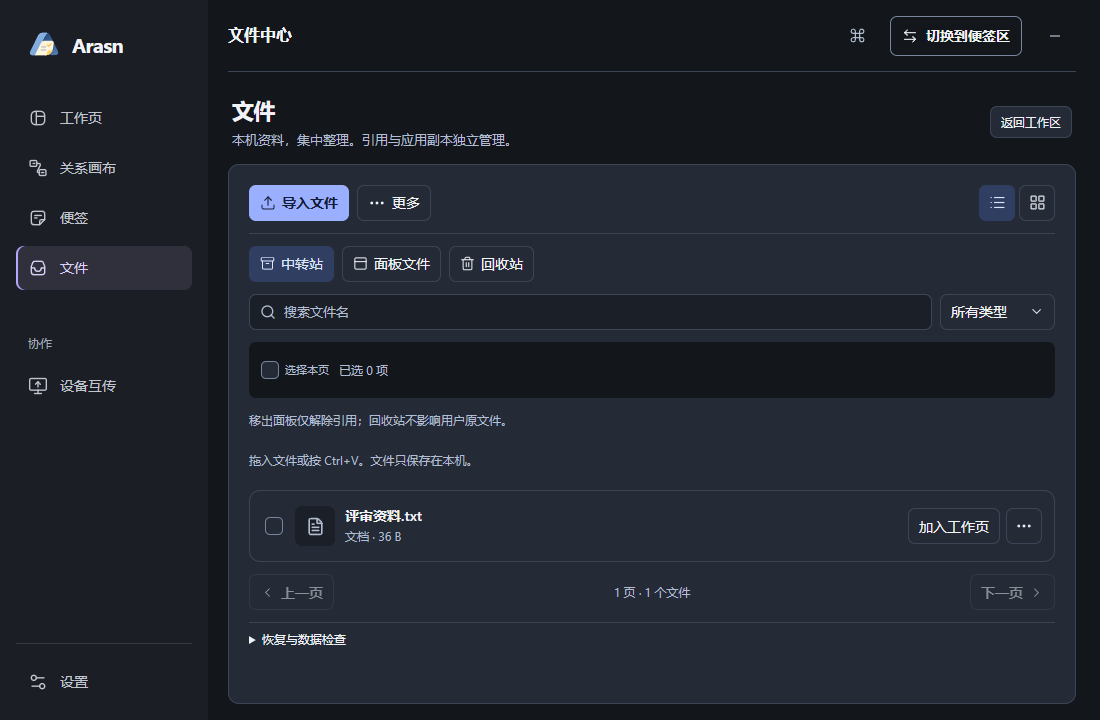 Arasn
工作页
关系画布
便签
文件
协作
设备互传
设置
文件中心
切换到便签区
文件
本机资料，集中整理。引用与应用副本独立管理。
返回工作区
导入文件
更多
中转站
面板文件
回收站
搜索文件名
所有类型
选择本页 已选 0 项
移出面板仅解除引用；回收站不影响用户原文件。
拖入文件或按 Ctrl+V。文件只保存在本机。
评审资料.txt
文档 · 36 B
加入工作页
上一页
1 页 · 1 个文件
下一页
恢复与数据检查